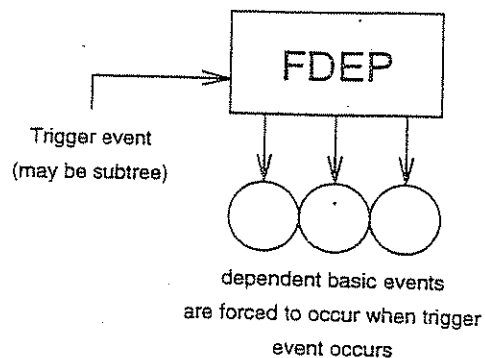 FDEP
Trigger event
(may be subtree)
dependent basic events
are forced to occur when trigger
event occurs